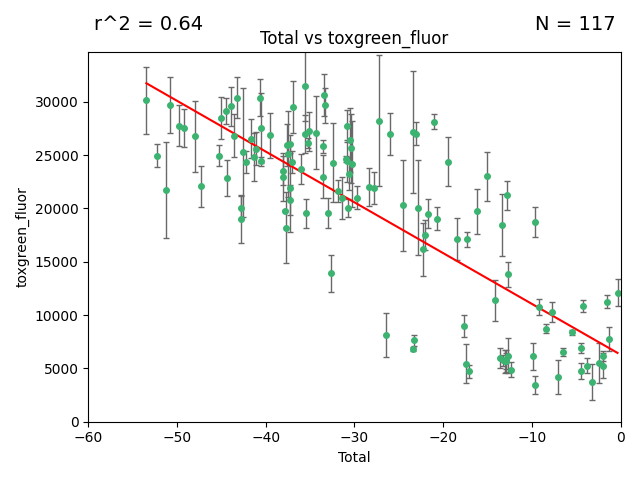 r^2 = 0.64 N = 117
Total vs toxgreen_fluor
30000
25000
20000
15000
10000
5000
0
toxgreen_fluor
−60 −50 −40 −30 −20 −10 0
Total